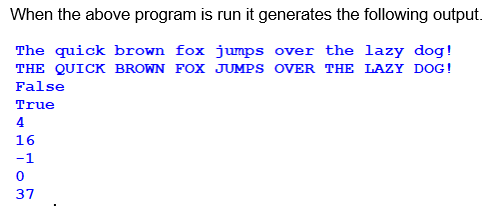 When the above program is run it generates the following output.
The quick brown fox jumps over the lazy dog!
THE QUICK BROWN FOX JUMPS OVER THE LAZY DOG!
False
True
4
16
-1
0
37
.